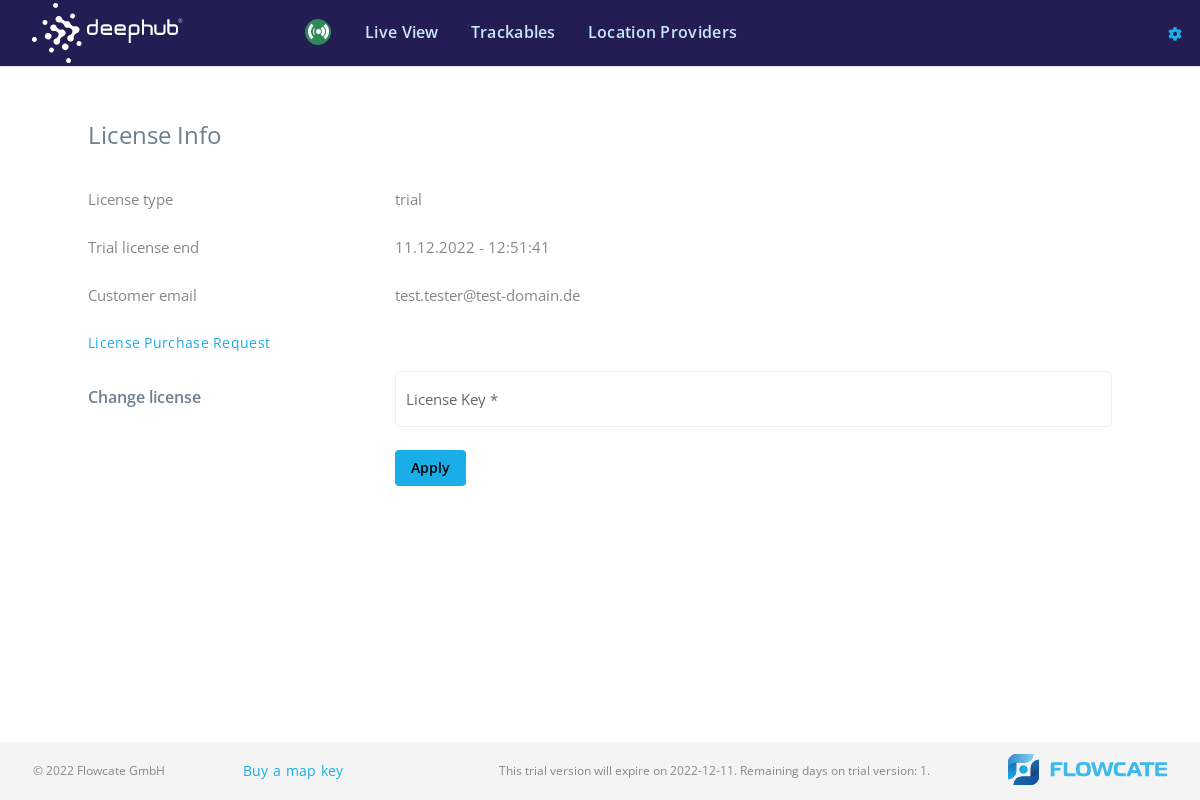 deephub®
Live View
Trackables
Location Providers
License Info
License type
trial
Trial license end
11.12.2022 - 12:51:41
Customer email
test.tester@test-domain.de
License Purchase Request
Change license
License Key *
Apply
© 2022 Flowcate GmbH
Buy a map key
This trial version will expire on 2022-12-11. Remaining days on trial version: 1.
FLOWCATE